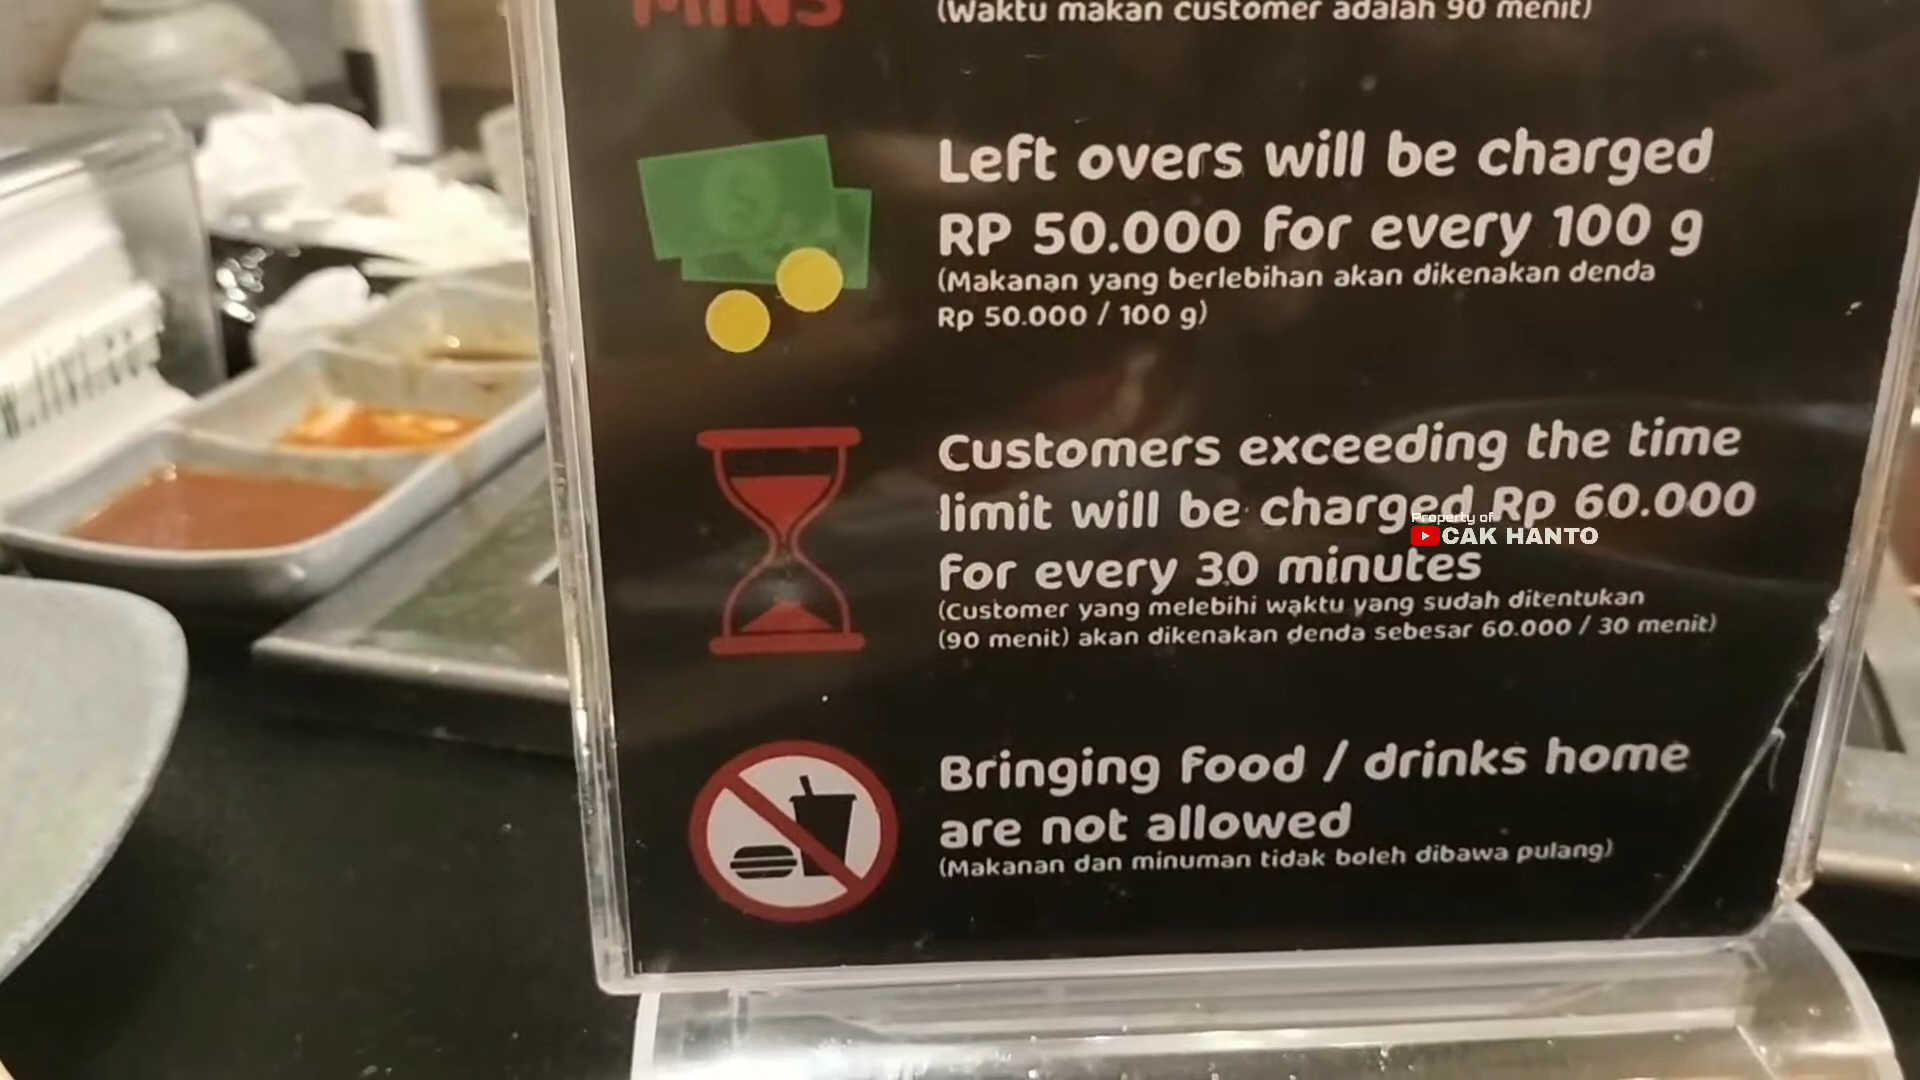 MINS
(Waktu makan customer adalah 90 menit)
Left overs will be charged
RP 50.000 for every 100 g
(Makanan yang berlebihan akan dikenakan denda
Rp 50.000 / 100 g)
Customers exceeding the time
limit will be charged Rp 60.000
Property of
CAK HANTO
for every 30 minutes
(Customer yang melebihi waktu yang sudah ditentukan
(90 menit) akan dikenakan denda sebesar 60.000 / 30 menit)
Bringing food / drinks home
are not allowed
(Makanan dan minuman tidak boleh dibawa pulang)